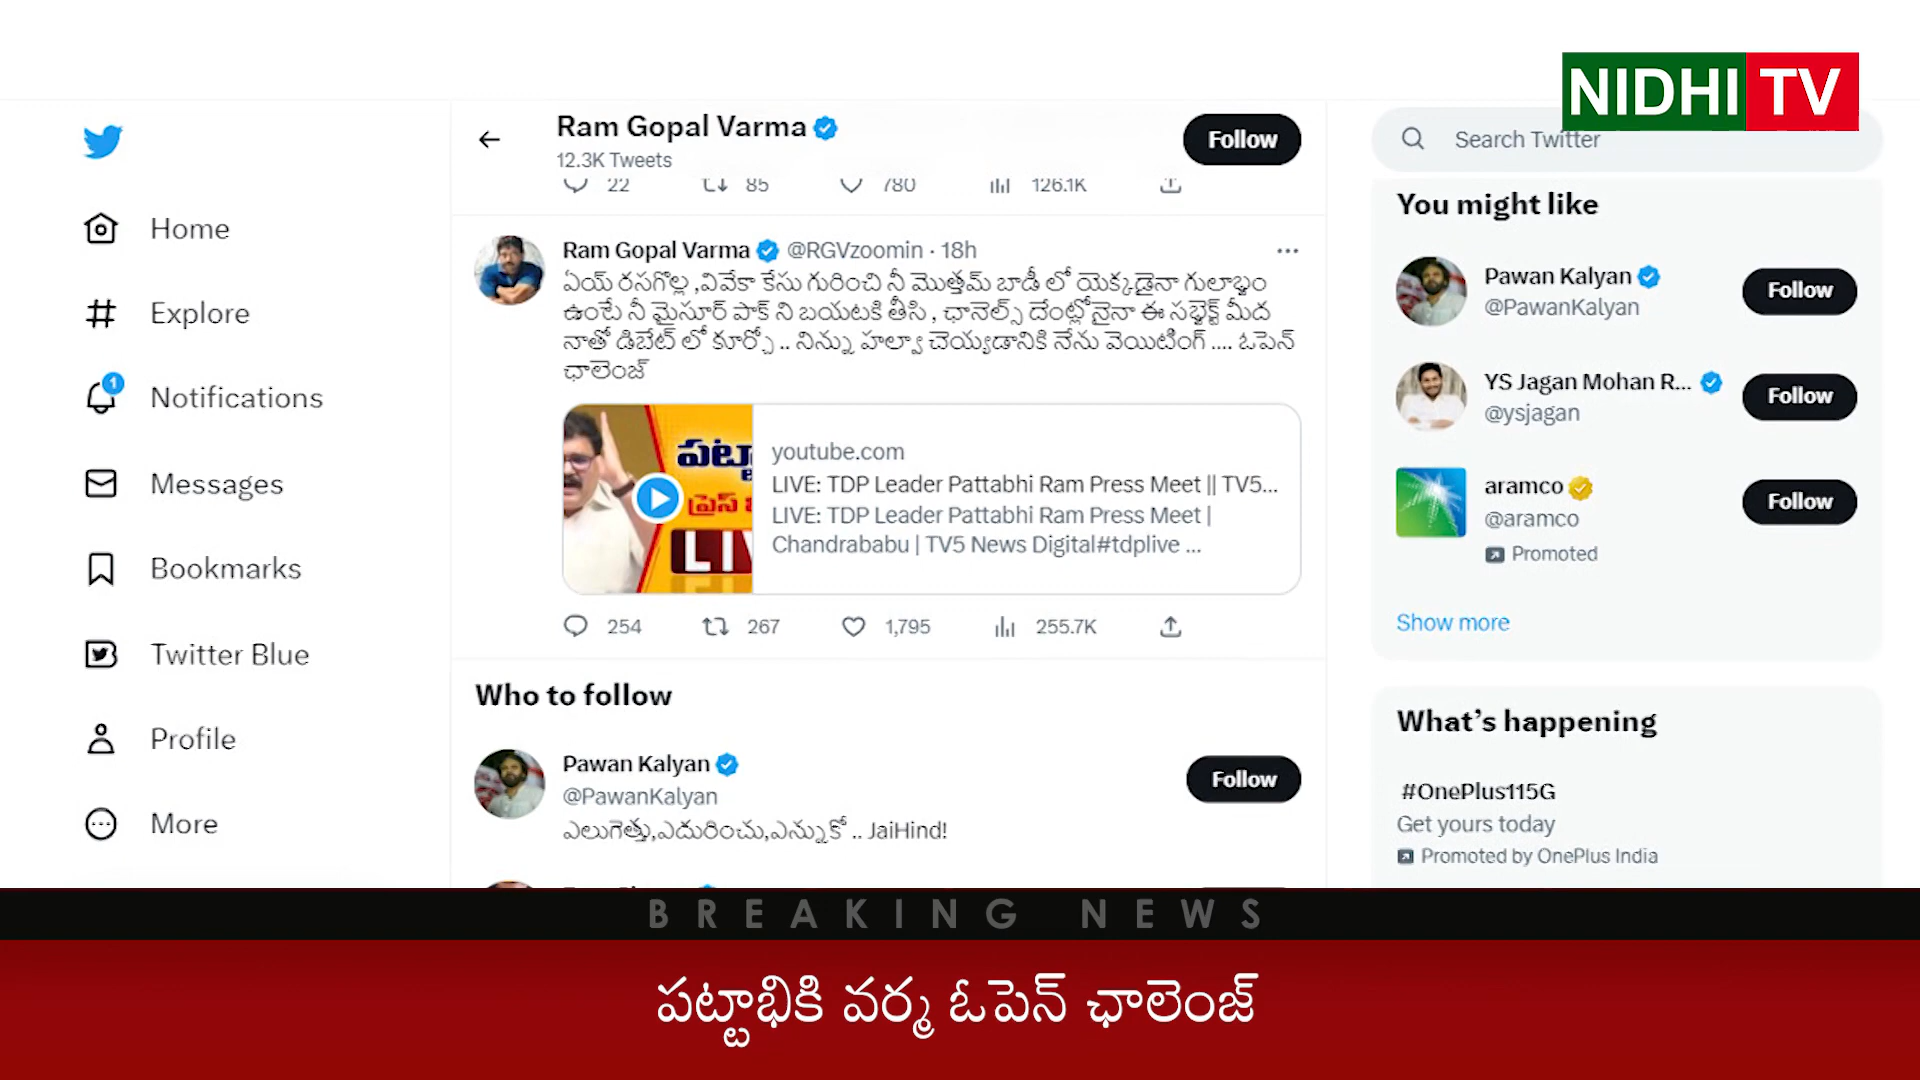 NIDHI TV
Ram Gopal Varma
12.3K Tweets
Follow
Search Twitter
22 85 780 126.1K
Home
Explore
1
Notifications
Messages
Bookmarks
Twitter Blue
Profile
More
Ram Gopal Varma @RGVzoomin · 18h
ఏయ్ రసగొల్ల ,వివేకా కేసు గురించి నీ మొత్తమ్ బాడీ లో యెక్కడైనా గులాబ్జం
ఉంటే నీ మైసూర్ పాక్ ని బయటకి తీసి , ఛానెల్స్ దేంట్లోనైనా ఈ సబ్జెక్ట్ మీద
నాతో డిబేట్ లో కూర్చో .. నిన్ను హల్వా చెయ్యడానికి నేను వెయిటింగ్ .... ఓపెన్
ఛాలెంజ్
ప్రెస్
youtube.com
LIVE: TDP Leader Pattabhi Ram Press Meet || TV5...
LIVE: TDP Leader Pattabhi Ram Press Meet |
Chandrababu | TV5 News Digital#tdplive ...
254 267 1,795 255.7K
Who to follow
Pawan Kalyan
@PawanKalyan
Follow
ఎలుగెత్తు,ఎదురించు,ఎన్నుకో .. JaiHind!
You might like
Pawan Kalyan
@PawanKalyan
Follow
YS Jagan Mohan R...
@ysjagan
Follow
aramco
@aramco
Follow
Promoted
Show more
What's happening
#OnePlus115G
Get yours today
Promoted by OnePlus India
BREAKING NEWS
పట్టాభికి వర్మ ఓపెన్ ఛాలెంజ్